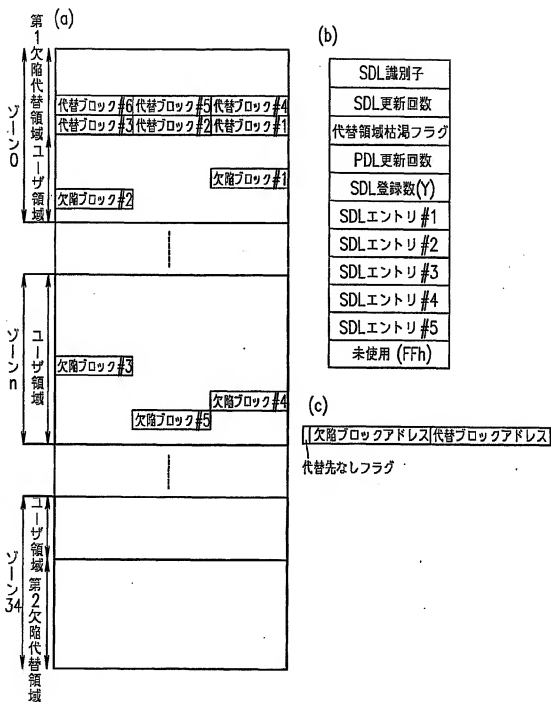 (a)
第1欠陥代替領域
ユーザ領域
ゾーン0
代替ブロック#6 代替ブロック#5 代替ブロック#4
代替ブロック#3 代替ブロック#2 代替ブロック#1
欠陥ブロック#1
欠陥ブロック#2
ゾーンn
ユーザ領域
欠陥ブロック#3
欠陥ブロック#4
欠陥ブロック#5
ゾーン34
ユーザ領域
第2欠陥代替領域
(b)
SDL識別子
SDL更新回数
代替領域枯渇フラグ
PDL更新回数
SDL登録数(Y)
SDLエントリ#1
SDLエントリ#2
SDLエントリ#3
SDLエントリ#4
SDLエントリ#5
未使用(FFh)
(c)
欠陥ブロックアドレス 代替ブロックアドレス
代替先なしフラグ